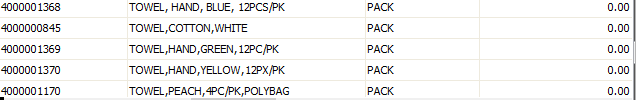 4000001368 TOWEL, HAND, BLUE, 12PCS/PK PACK 0.00
4000000845 TOWEL,COTTON,WHITE PACK 0.00
4000001369 TOWEL,HAND,GREEN,12PC/PK PACK 0.00
4000001370 TOWEL,HAND,YELLOW,12PX/PK PACK 0.00
4000001170 TOWEL,PEACH,4PC/PK,POLYBAG PACK 0.00